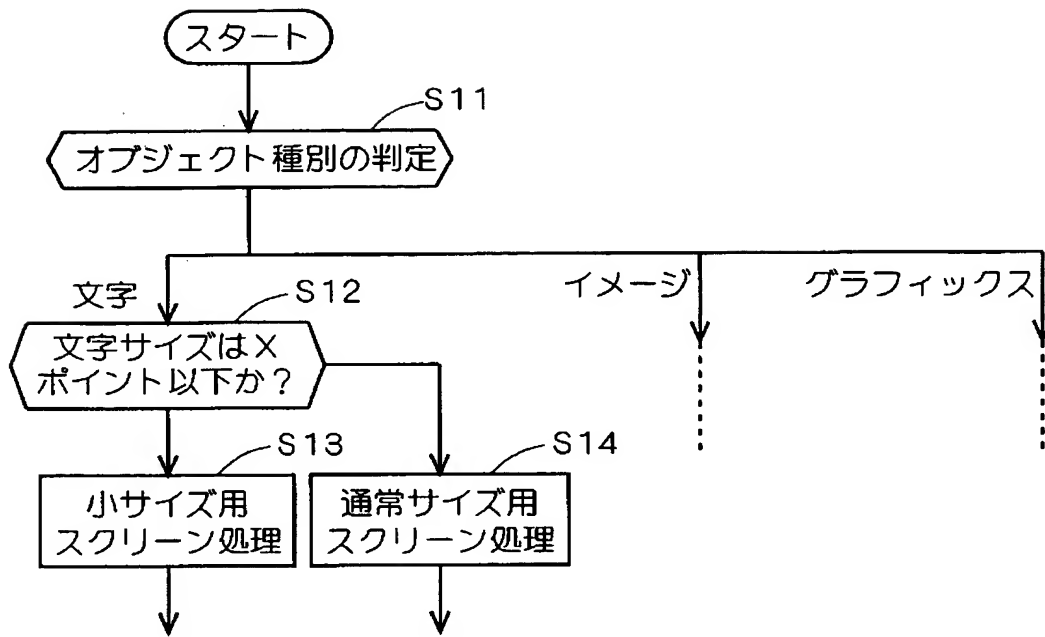 スタート
S11
オブジェクト種別の判定
文字
イメージ
グラフィックス
S12
文字サイズはX
ポイント以下か？
S13
小サイズ用
スクリーン処理
S14
通常サイズ用
スクリーン処理